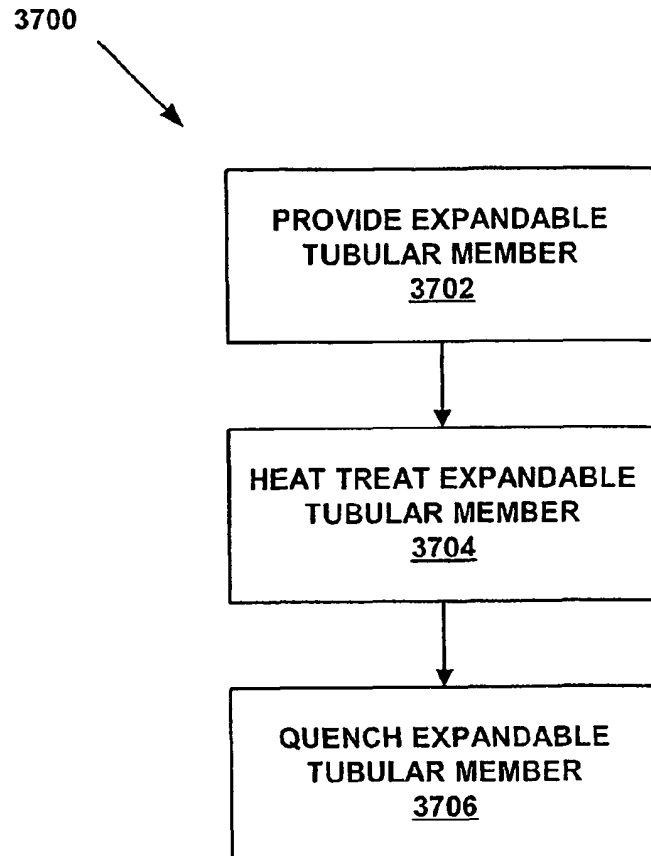 3700
PROVIDE EXPANDABLE
TUBULAR MEMBER
3702
HEAT TREAT EXPANDABLE
TUBULAR MEMBER
3704
QUENCH EXPANDABLE
TUBULAR MEMBER
3706